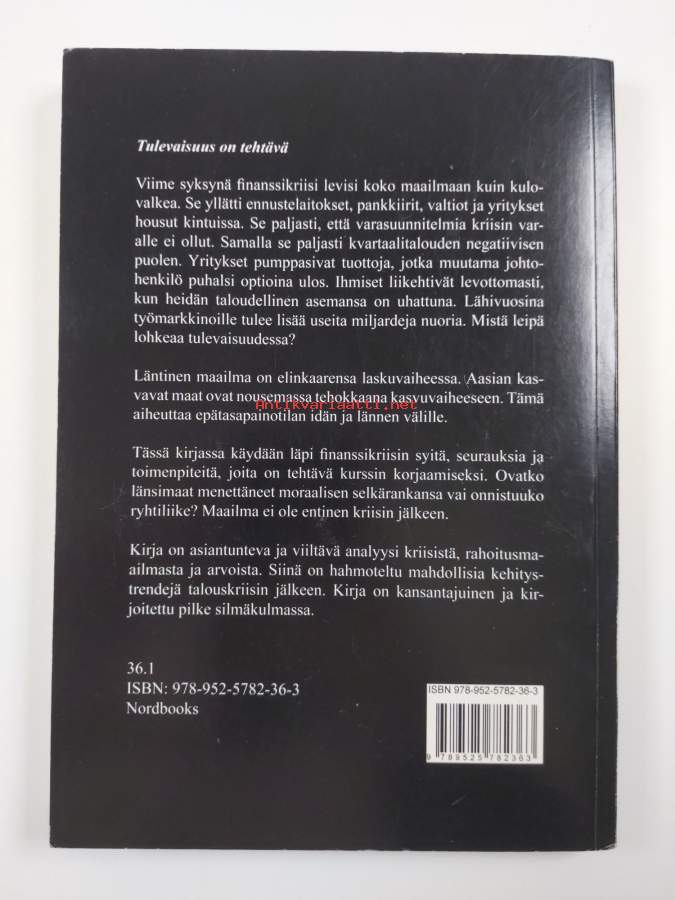 Tulevaisuus on tehtävä
Viime syksynä finanssikriisi levisi koko maailmaan kuin kulo-
valkea. Se yllätti ennustelaitokset, pankkiirit, valtiot ja yritykset
housut kintuissa. Se paljasti, että varasuunnitelmia kriisin var-
alle ei ollut. Samalla se paljasti kvartaalitalouden negatiivisen
puolen. Yritykset pumppasivat tuottoja, jotka muutama johto-
henkilö puhalsi optioina ulos. Ihmiset liikehtivät levottomasti,
kun heidän taloudellinen asemansa on uhattuna. Lähivuosina
työmarkkinoille tulee lisää useita miljardeja nuoria. Mistä leipä
lohkeaa tulevaisuudessa?
Läntinen maailma on elinkaarensa laskuvaiheessa. Aasian kas-
vavat maat ovat nousemassa tehokkaana kasvuvaiheeseen. Tämä
Antikvariaatti.net
aiheuttaa epätasapainotilan idän ja lännen välille.
Tässä kirjassa käydään läpi finanssikriisin syitä, seurauksia ja
toimenpiteitä, joita on tehtävä kurssin korjaamiseksi. Ovatko
länsimaat menettäneet moraalisen selkärankansa vai onnistuuko
ryhtiliike? Maailma ei ole entinen kriisin jälkeen.
Kirja on asiantunteva ja viiltävä analyysi kriisistä, rahoitusma-
ailmasta ja arvoista. Siinä on hahmoteltu mahdollisia kehitys-
trendejä talouskriisin jälkeen. Kirja on kansantajuinen ja kir-
joitettu pilke silmäkulmassa.
36.1
ISBN: 978-952-5782-36-3
Nordbooks
ISBN 978-952-5782-36-3
9 789525 782363